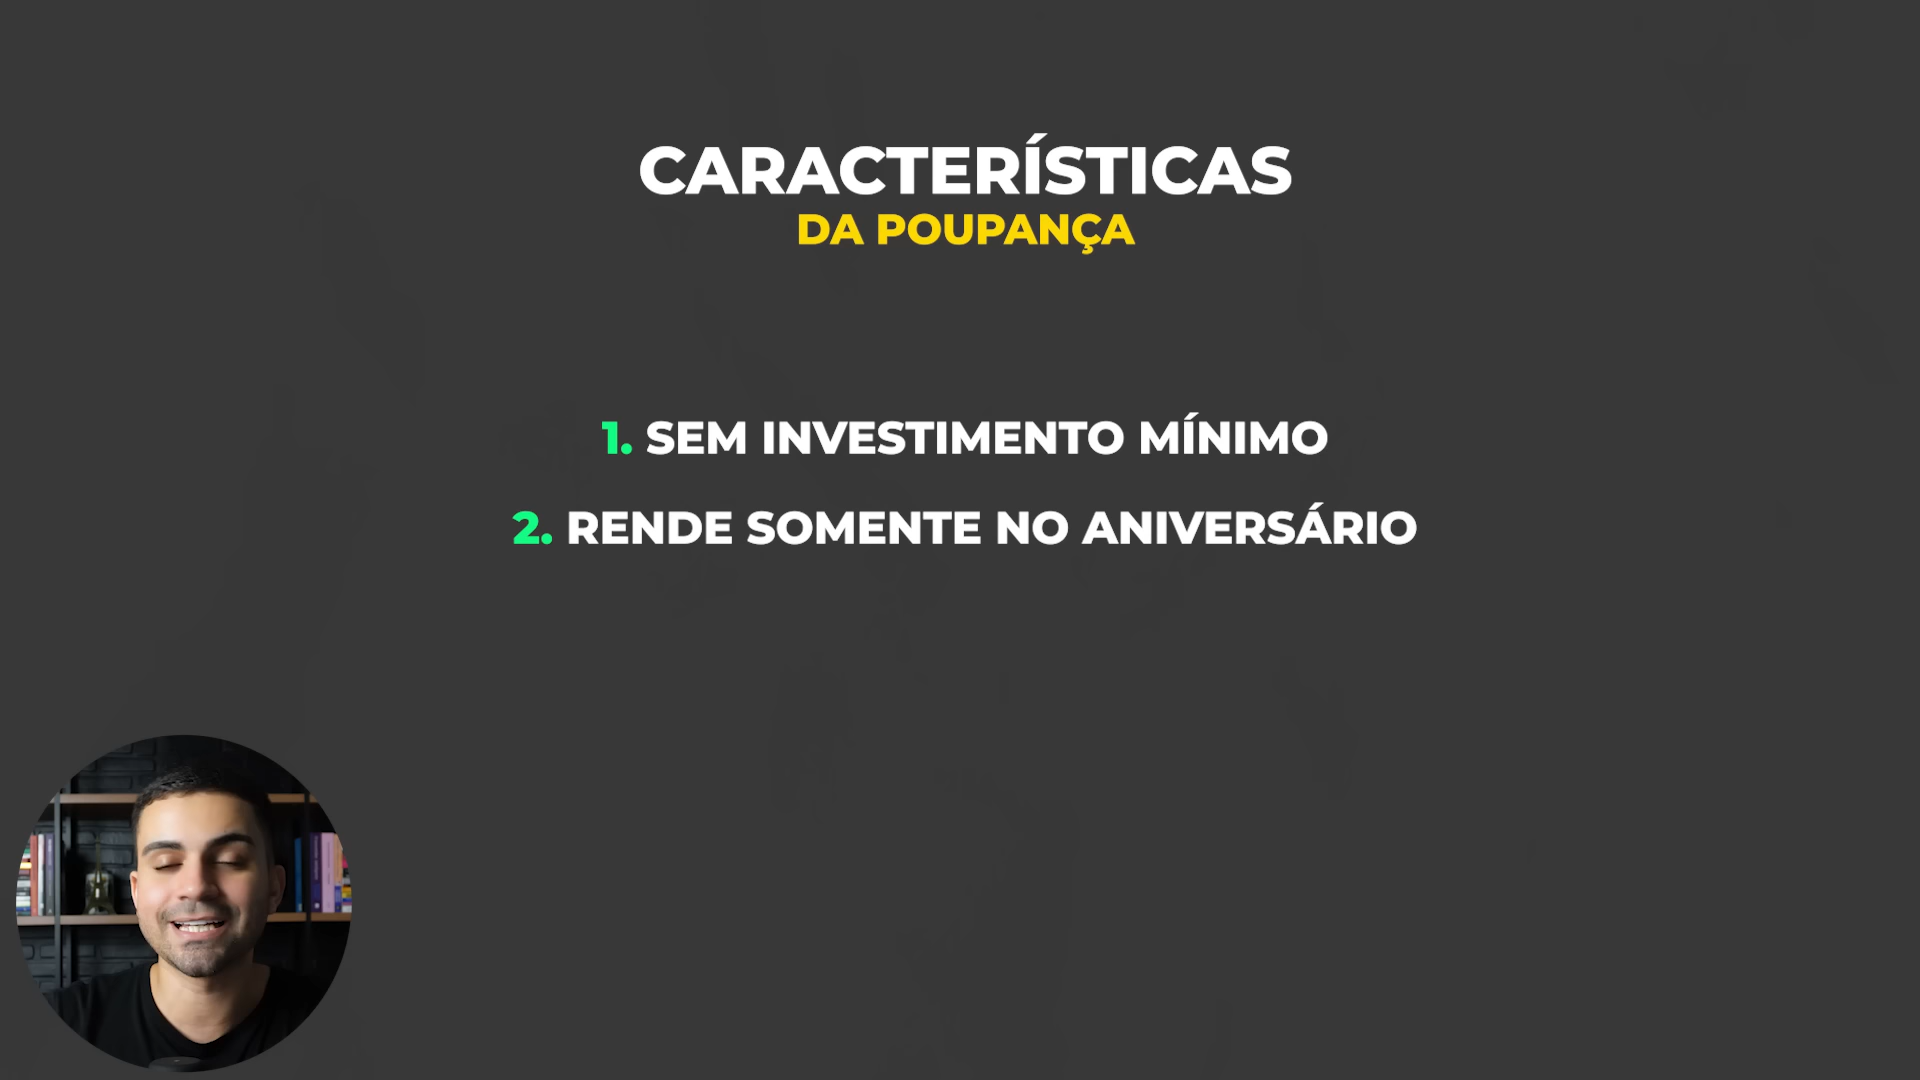 CARACTERÍSTICAS
DA POUPANÇA
1. SEM INVESTIMENTO MÍNIMO
2. RENDE SOMENTE NO ANIVERSÁRIO